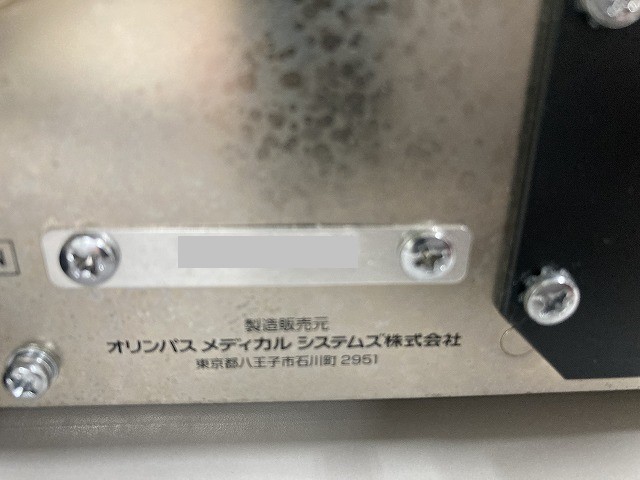 N
製造販売元
オリンパス メディカル システムズ株式会社
東京都八王子市石川町 2951